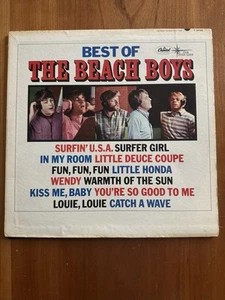 Capitol
BEST OF
THE BEACH BOYS
SURFIN' U.S.A. SURFER GIRL
IN MY ROOM LITTLE DEUCE COUPE
FUN, FUN, FUN LITTLE HONDA
WENDY WARMTH OF THE SUN
KISS ME, BABY YOU'RE SO GOOD TO ME
LOUIE, LOUIE CATCH A WAVE